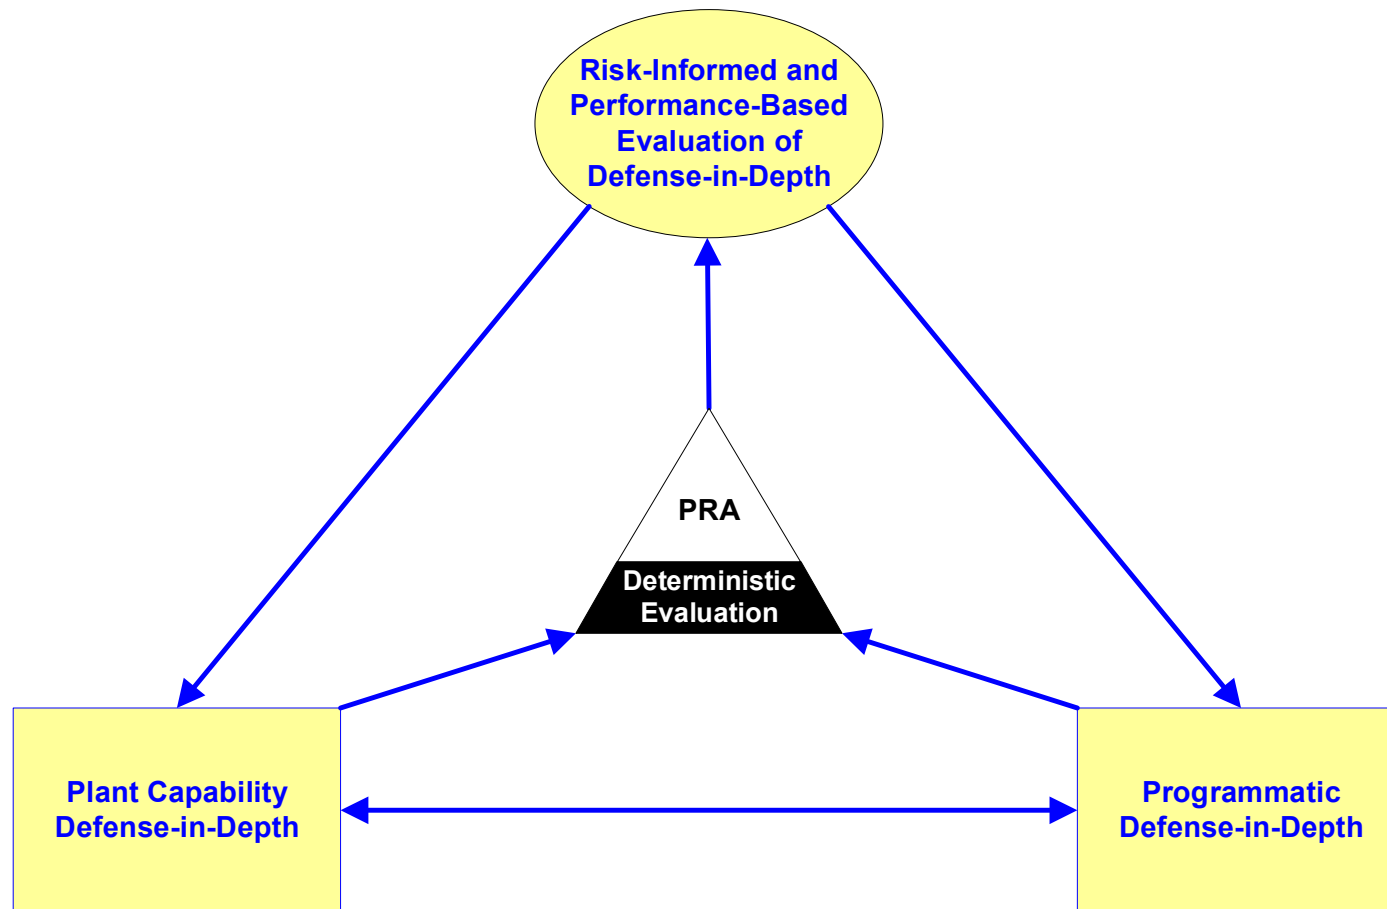 Risk-Informed and
Performance-Based
Evaluation of
Defense-in-Depth
PRA
Deterministic
Evaluation
Plant Capability
Defense-in-Depth
Programmatic
Defense-in-Depth